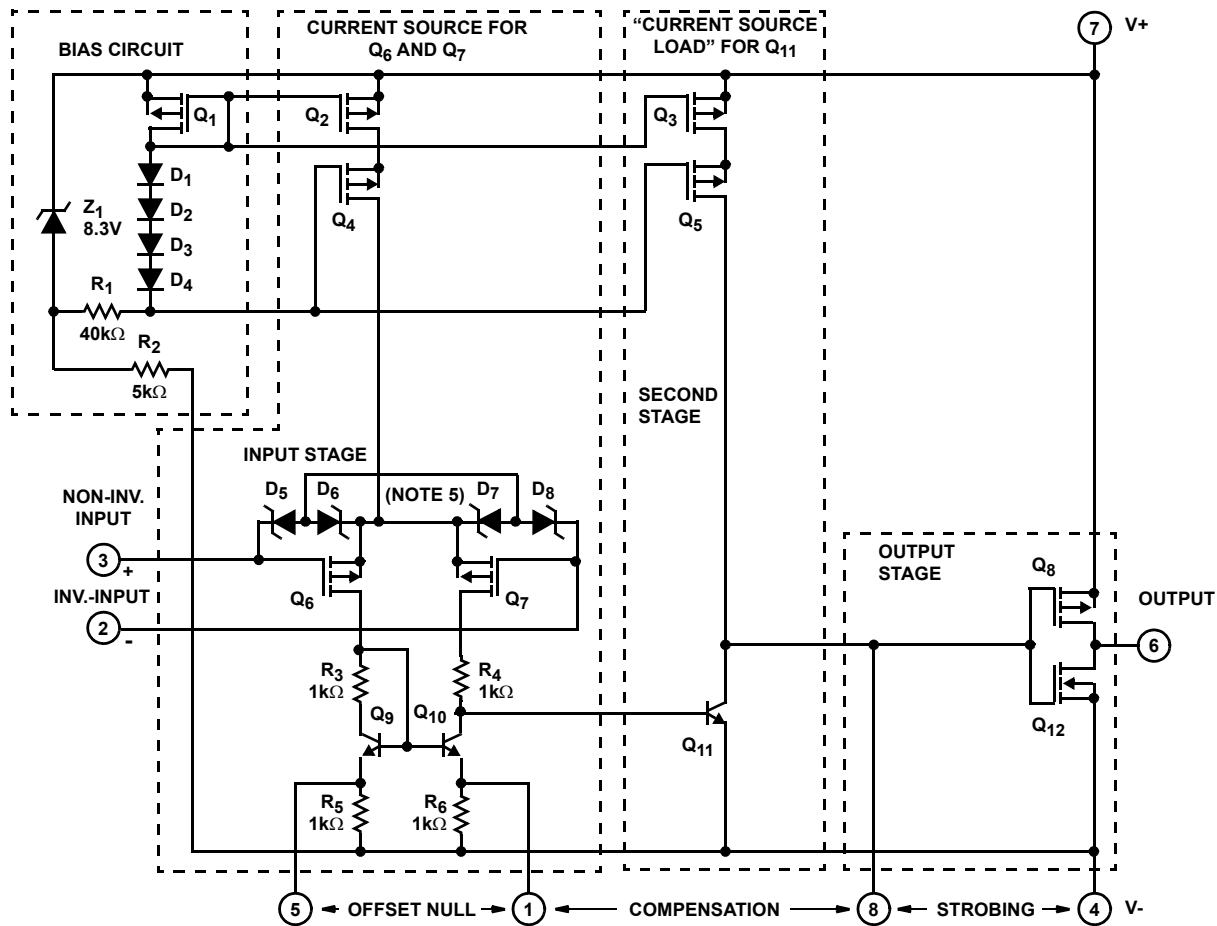 BIAS CIRCUIT
CURRENT SOURCE FOR
Q6 AND Q7
“CURRENT SOURCE
LOAD” FOR Q11
7 V+
Q1
Q2
Q3
D1
D2
D3
D4
Z1
8.3V
Q4
Q5
R1
40kΩ
R2
5kΩ
SECOND
STAGE
INPUT STAGE
D5
D6
(NOTE 5)
D7
D8
NON-INV.
INPUT
3
+
INV.-INPUT
2
-
Q6
Q7
OUTPUT
STAGE
Q8
OUTPUT
6
Q12
R3
1kΩ
R4
1kΩ
Q9
Q10
Q11
R5
1kΩ
R6
1kΩ
5 OFFSET NULL 1 COMPENSATION 8 STROBING 4 V-